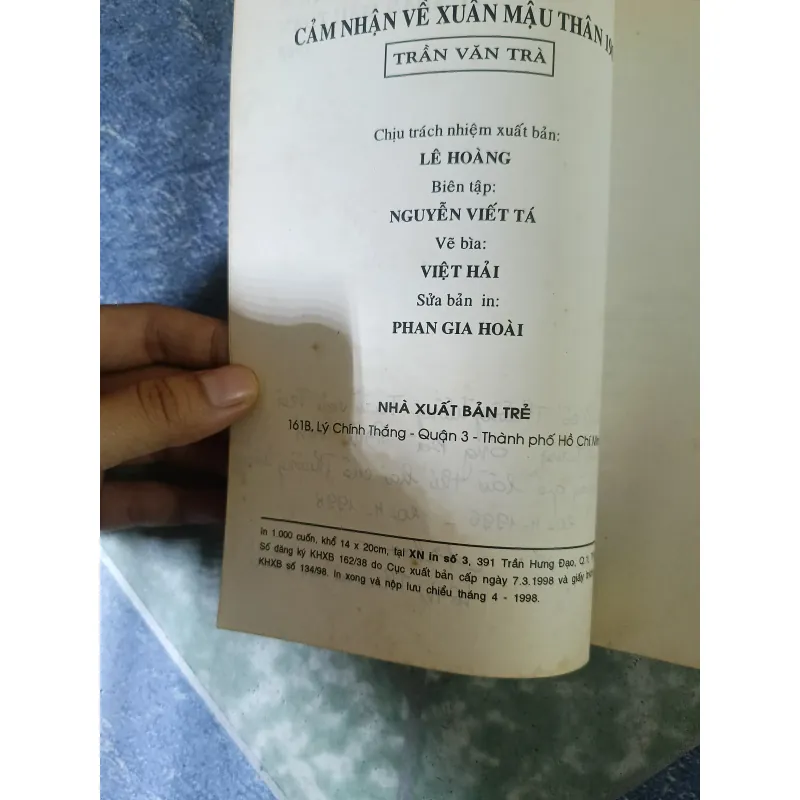 CẢM NHẬN VỀ XUÂN MẬU THÂN
TRẦN VĂN TRÀ
Chịu trách nhiệm xuất bản:
LÊ HOÀNG
Biên tập:
NGUYỄN VIẾT TÁ
Vẽ bìa:
VIỆT HẢI
Sửa bản in:
PHAN GIA HOÀI
NHÀ XUẤT BẢN TRẺ
161B, Lý Chính Thắng - Quận 3 - Thành phố Hồ Chí
In 1.000 cuốn, khổ 14 x 20cm, tại XN in số 3, 391 Trần Hưng Đạo, Q.1,
Số đăng ký KHXB 162/38 do Cục xuất bản cấp ngày 7.3.1998 và giấy
KHXB số 134/98. In xong và nộp lưu chiểu tháng 4 - 1998.